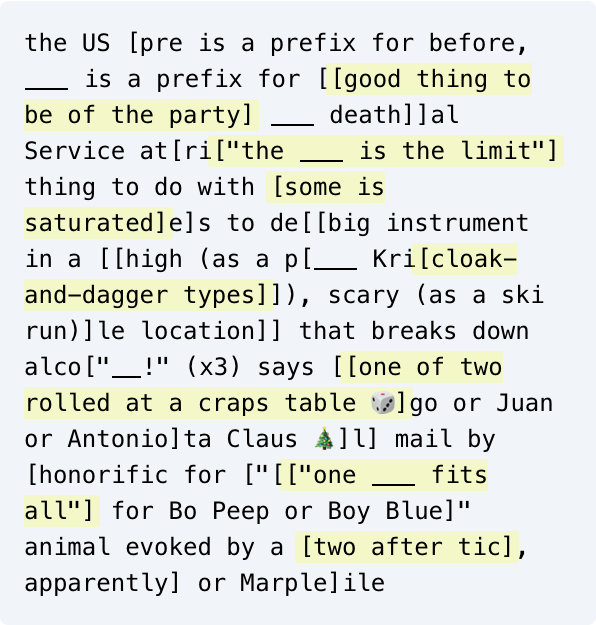 the US [pre is a prefix for before,
___ is a prefix for [[good thing to
be of the party] ___ death]]al
Service at[ri["the ___ is the limit"]
thing to do with [some is
saturated]e]s to de[[big instrument
in a [[high (as a p[___ Kri[cloak-
and-dagger types]]), scary (as a ski
run)]le location]] that breaks down
alco["__!" (x3) says [[one of two
rolled at a craps table 🎲]go or Juan
or Antonio]ta Claus 🎄]l] mail by
[honorific for ["[["one ___ fits
all"] for Bo Peep or Boy Blue]"
animal evoked by a [two after tic],
apparently] or Marple]ile